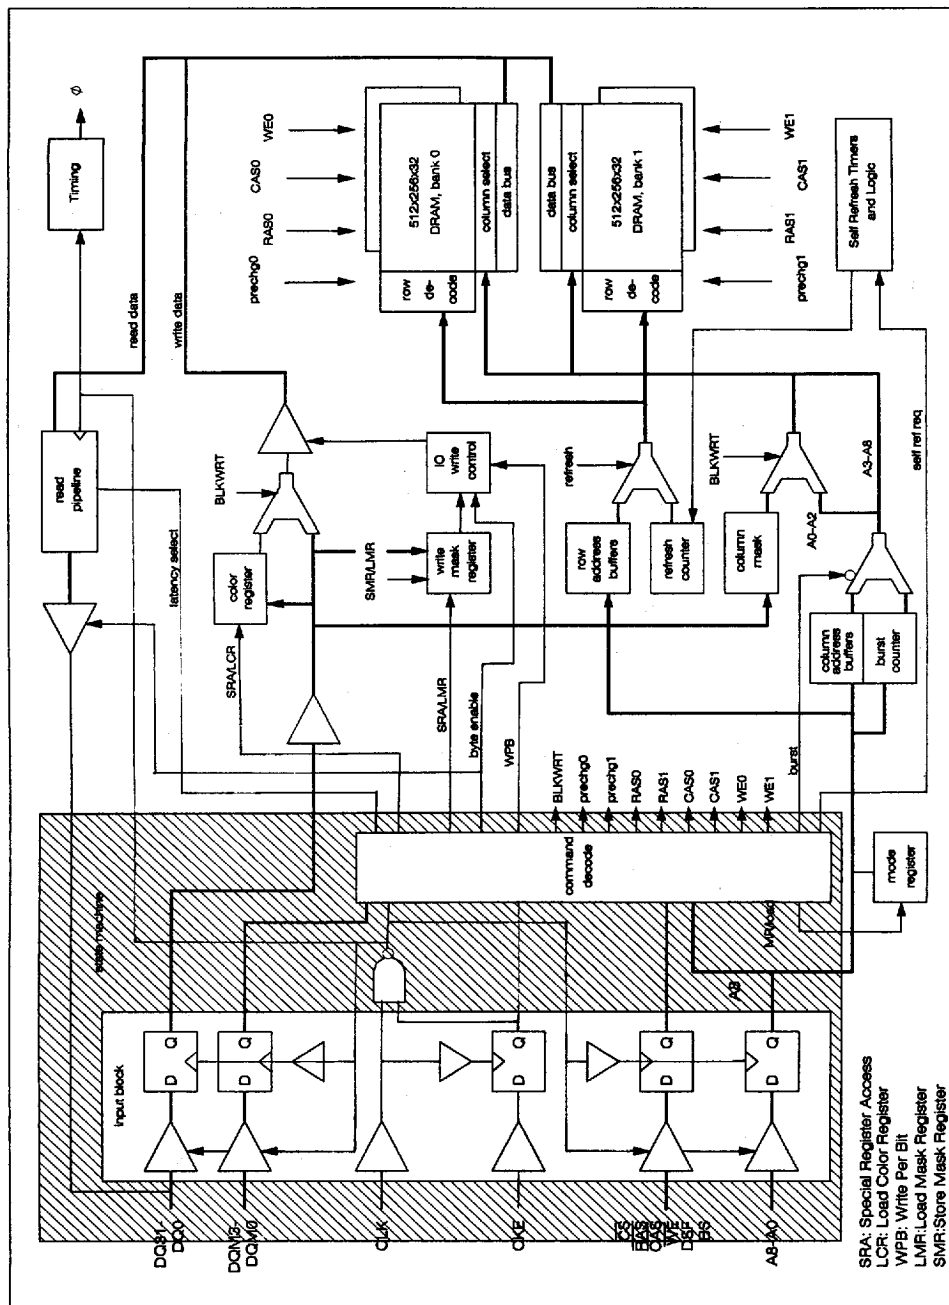 state machine
Input block
DQ31-
DQ0
DQM3-
DQM0
CLK
CKE
CS
RAS
CAS
WE
DSF
BS
A8-A0
D
Q
D
Q
D
Q
D
Q
D
Q
command
decode
A8
MR/load
mode
register
read
pipeline
Timing
ϕ
read data
write data
latency select
SRA/LCR
color
register
BLKWRT
SMR/LMR
write
mask
register
IO
write
control
SRA/LMR
byte enable
WPB
BLKWRT
prechg0
prechg1
RAS0
RAS1
CAS0
CAS1
WE0
WE1
burst
row
address
buffers
refresh
counter
refresh
column
mask
BLKWRT
A0-A2
A3-A8
column
address
buffers
burst
counter
self ref req
prechg0
RAS0
CAS0
WE0
row
de-
code
512x256x32
DRAM, bank 0
column select
data bus
data bus
column select
512x256x32
DRAM, bank 1
row
de-
code
prechg1
RAS1
CAS1
WE1
Self Refresh Timers
and Logic
SRA: Special Register Access
LCR: Load Color Register
WPB: Write Per Bit
LMR:Load Mask Register
SMR:Store Mask Register